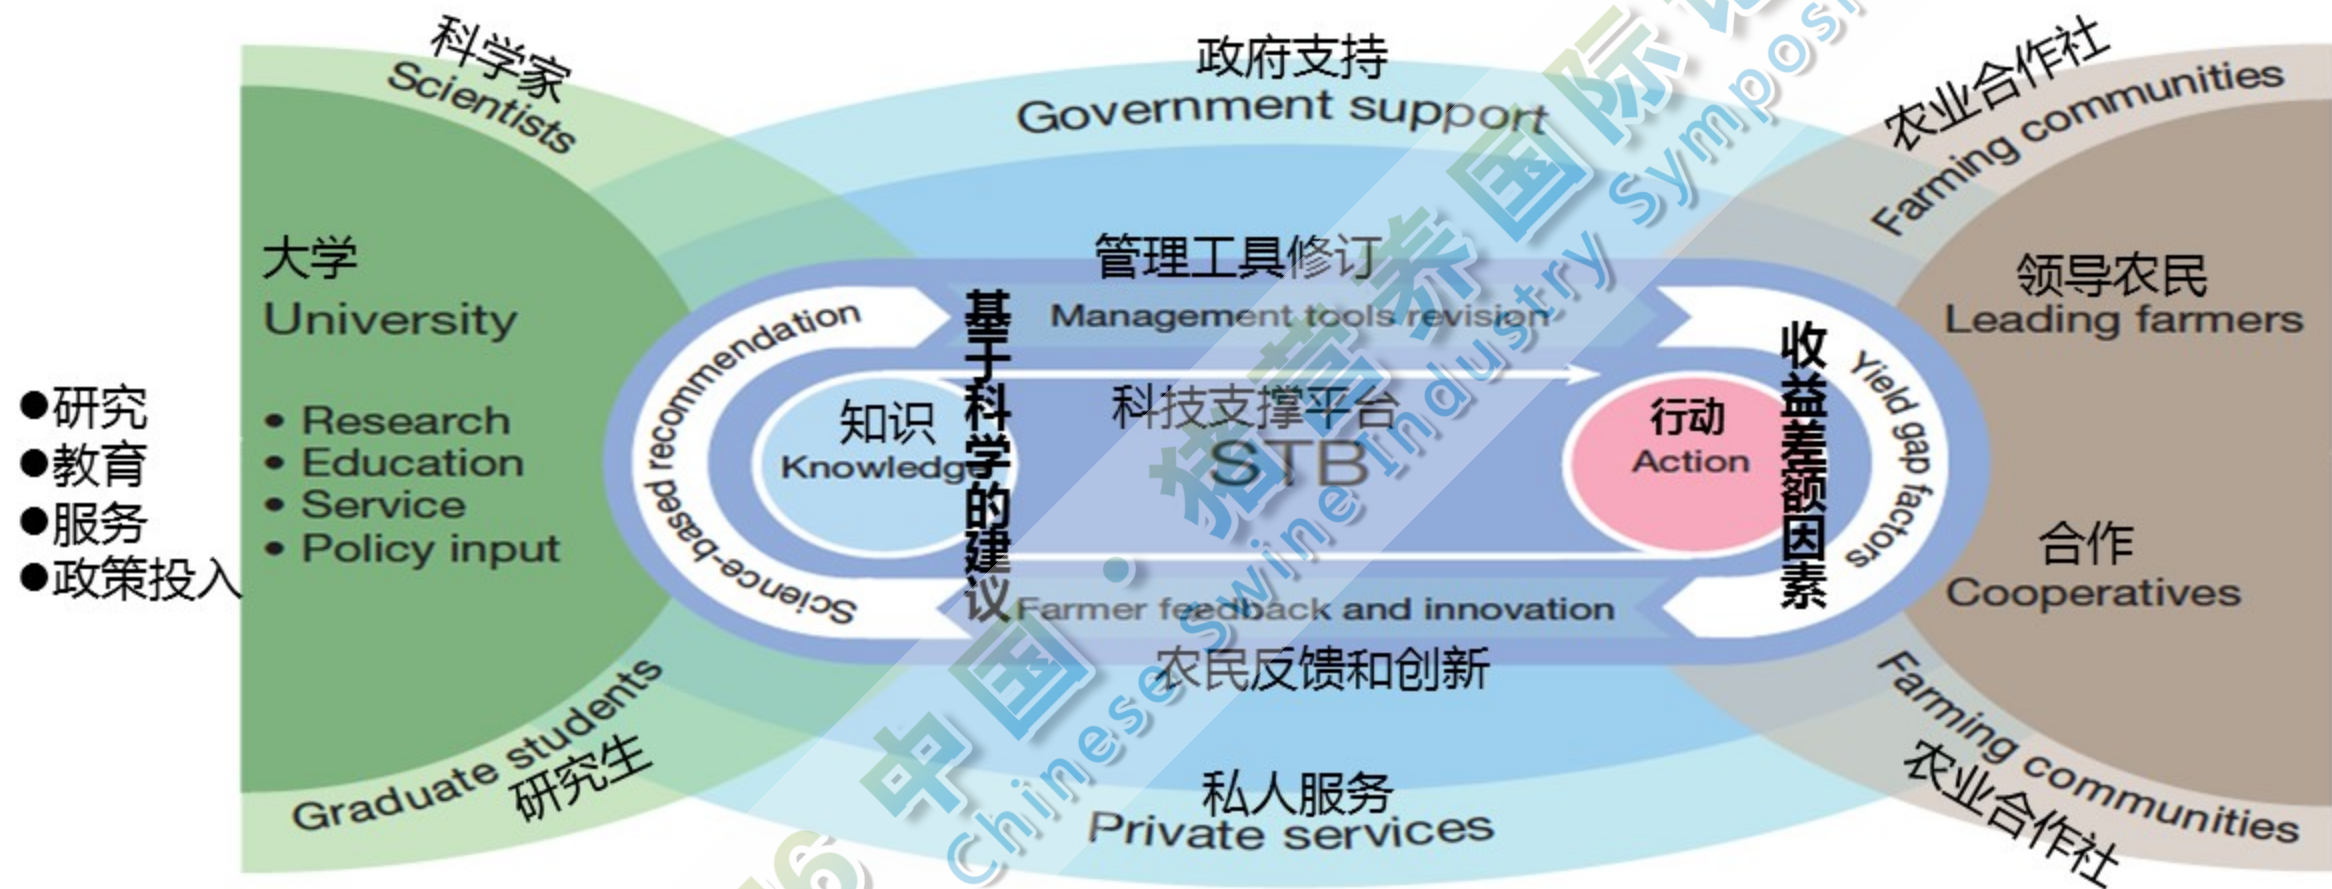 科学家
Scientists
大学
University
●研究
●教育
●服务
●政策投入
• Research
• Education
• Service
• Policy input
Graduate students
研究生
政府支持
Government support
管理工具修订
Management tools revision
Science-based recommendation
基于科学的建议
知识
Knowledge
科技支撑平台
STB
行动
Action
收益差额因素
Yield gap factors
Farmer feedback and innovation
农民反馈和创新
私人服务
Private services
农业合作社
Farming communities
领导农民
Leading farmers
合作
Cooperatives
Farming communities
农业合作社
中国·猪营养国际
Chinese Swine Industry